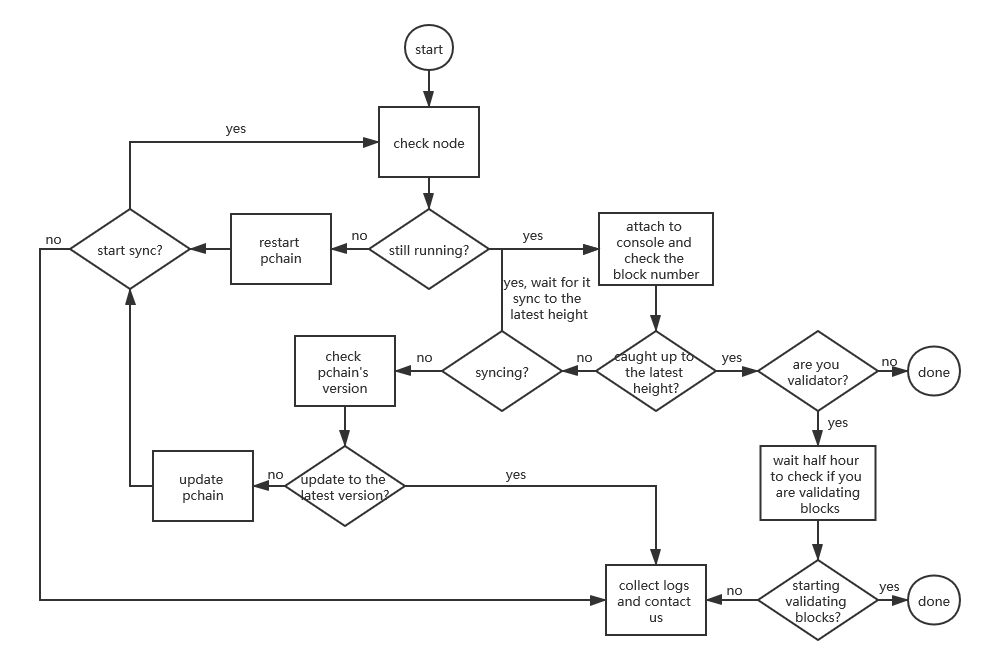 start
yes
check node
no
start sync?
restart
pchain
no
still running?
yes
attach to
console and
check the
block number
yes, wait for it
sync to the
latest height
check
pchain's
version
no
syncing?
no
caught up to
the latest
height?
yes
are you
validator?
no
done
yes
update
pchain
no
update to the
latest version?
yes
wait half hour
to check if you
are validating
blocks
collect logs
and contact
us
no
starting
validating
blocks?
yes
done